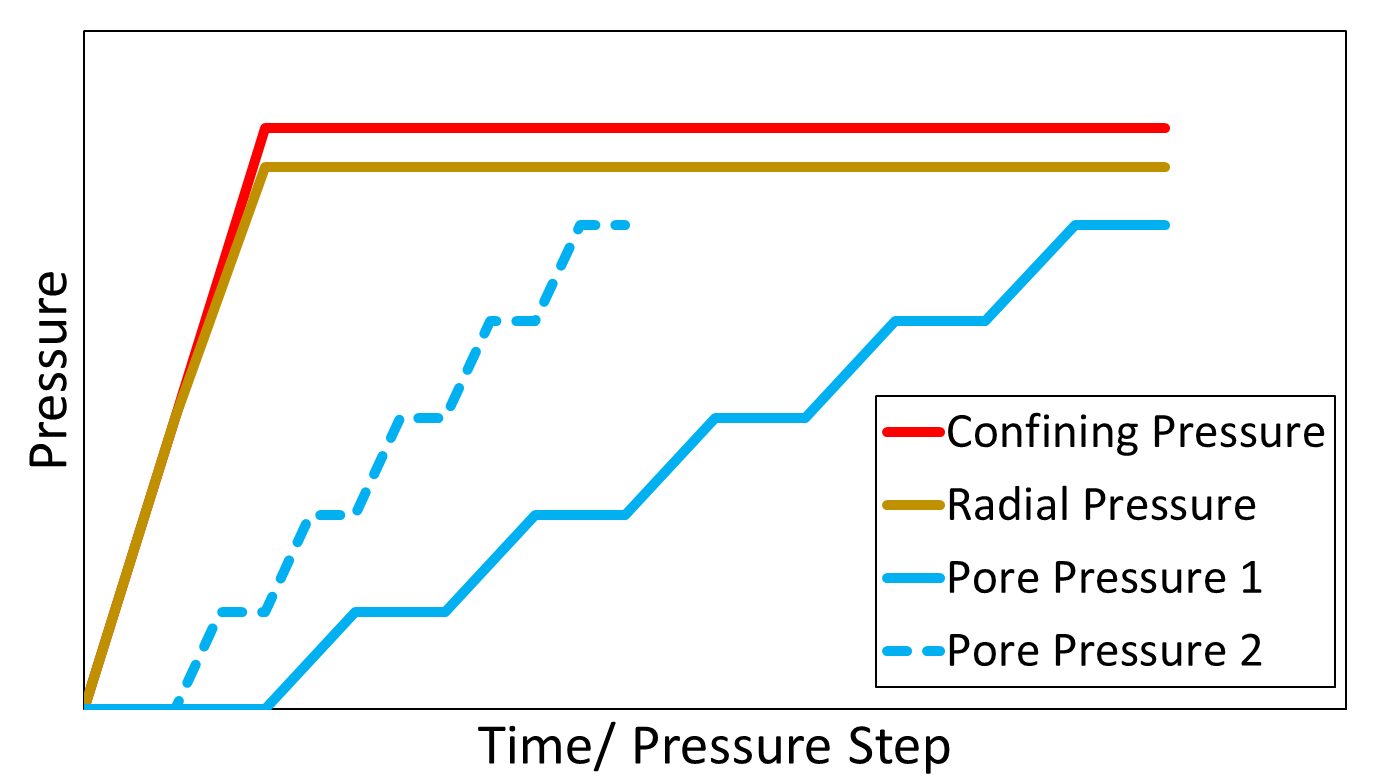 Pressure
Confining Pressure
Radial Pressure
Pore Pressure 1
Pore Pressure 2
Time/ Pressure Step